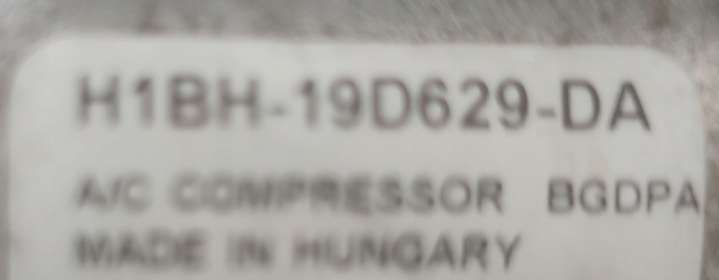 H1BH-19D629-DA
A/C COMPRESSOR BGDPA
MADE IN HUNGARY